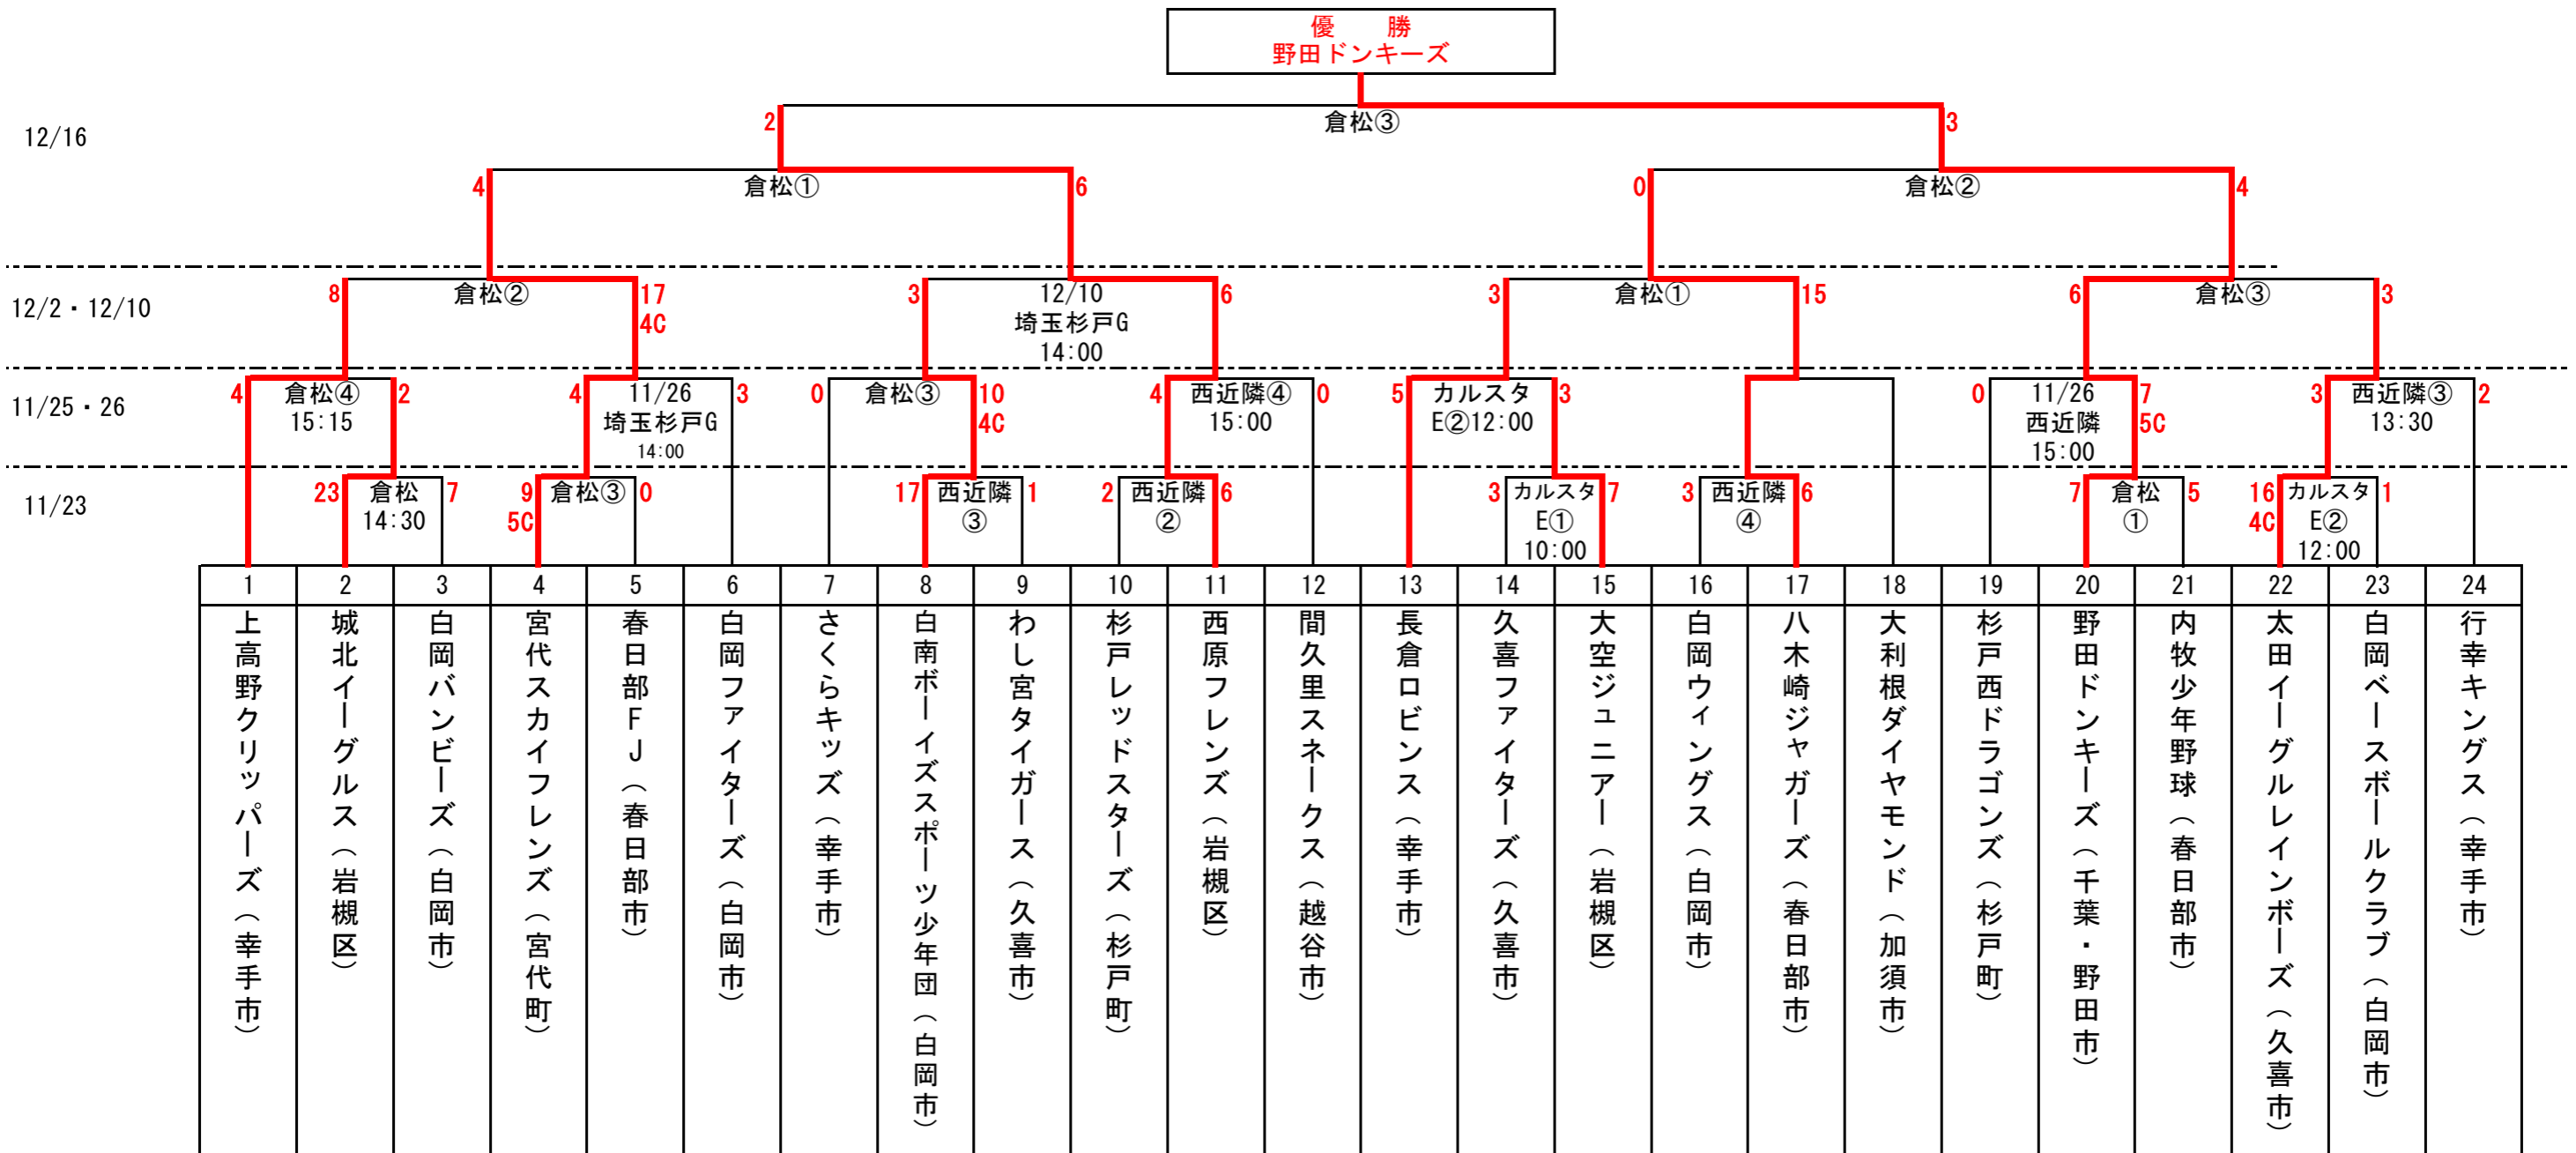 優　　勝
野田ドンキーズ
12/16
2
倉松③
3
4
倉松①
6
0
倉松②
4
12/2・12/10
8
倉松②
17
4C
3
12/10
埼玉杉戸G
14:00
6
3
倉松①
15
6
倉松③
3
11/25・26
4
倉松④
15:15
2
4
11/26
埼玉杉戸G
14:00
3
0
倉松③
10
4C
4
西近隣④
15:00
0
5
カルスタ
E②12:00
3
0
11/26
西近隣
15:00
7
5C
3
西近隣③
13:30
2
11/23
23
倉松
14:30
7
9
5C
倉松③
0
17
西近隣
③
1
2
西近隣
②
6
3
カルスタ
E①
10:00
7
3
西近隣
④
6
7
倉松
①
5
16
4C
カルスタ
E②
12:00
1
1
上高野クリッパーズ（幸手市）
2
城北イーグルス（岩槻区）
3
白岡バンビーズ（白岡市）
4
宮代スカイフレンズ（宮代町）
5
春日部FJ（春日部市）
6
白岡ファイターズ（白岡市）
7
さくらキッズ（幸手市）
8
白南ボーイズスポーツ少年団（白岡市）
9
わし宮タイガース（久喜市）
10
杉戸レッドスターズ（杉戸町）
11
西原フレンズ（岩槻区）
12
間久里スネークス（越谷市）
13
長倉ロビンス（幸手市）
14
久喜ファイターズ（久喜市）
15
大空ジュニアー（岩槻区）
16
白岡ウィングス（白岡市）
17
八木崎ジャガーズ（春日部市）
18
大利根ダイヤモンド（加須市）
19
杉戸西ドラゴンズ（杉戸町）
20
野田ドンキーズ（千葉・野田市）
21
内牧少年野球（春日部市）
22
太田イーグルレインボーズ（久喜市）
23
白岡ベースボールクラブ（白岡市）
24
行幸キングス（幸手市）